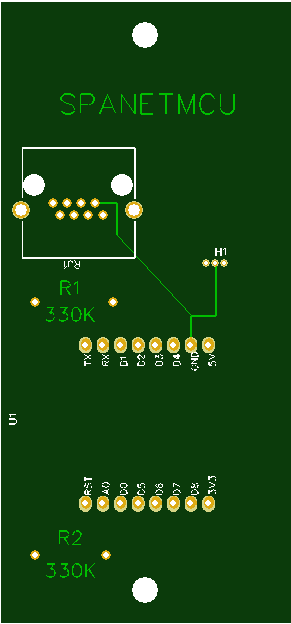 SPANETMCU
RJ1
H1
R1
330K
TX RX D1 D2 D3 D4 GND 5V
U1
RST A0 D0 D5 D6 D7 D8 3V3
R2
330K